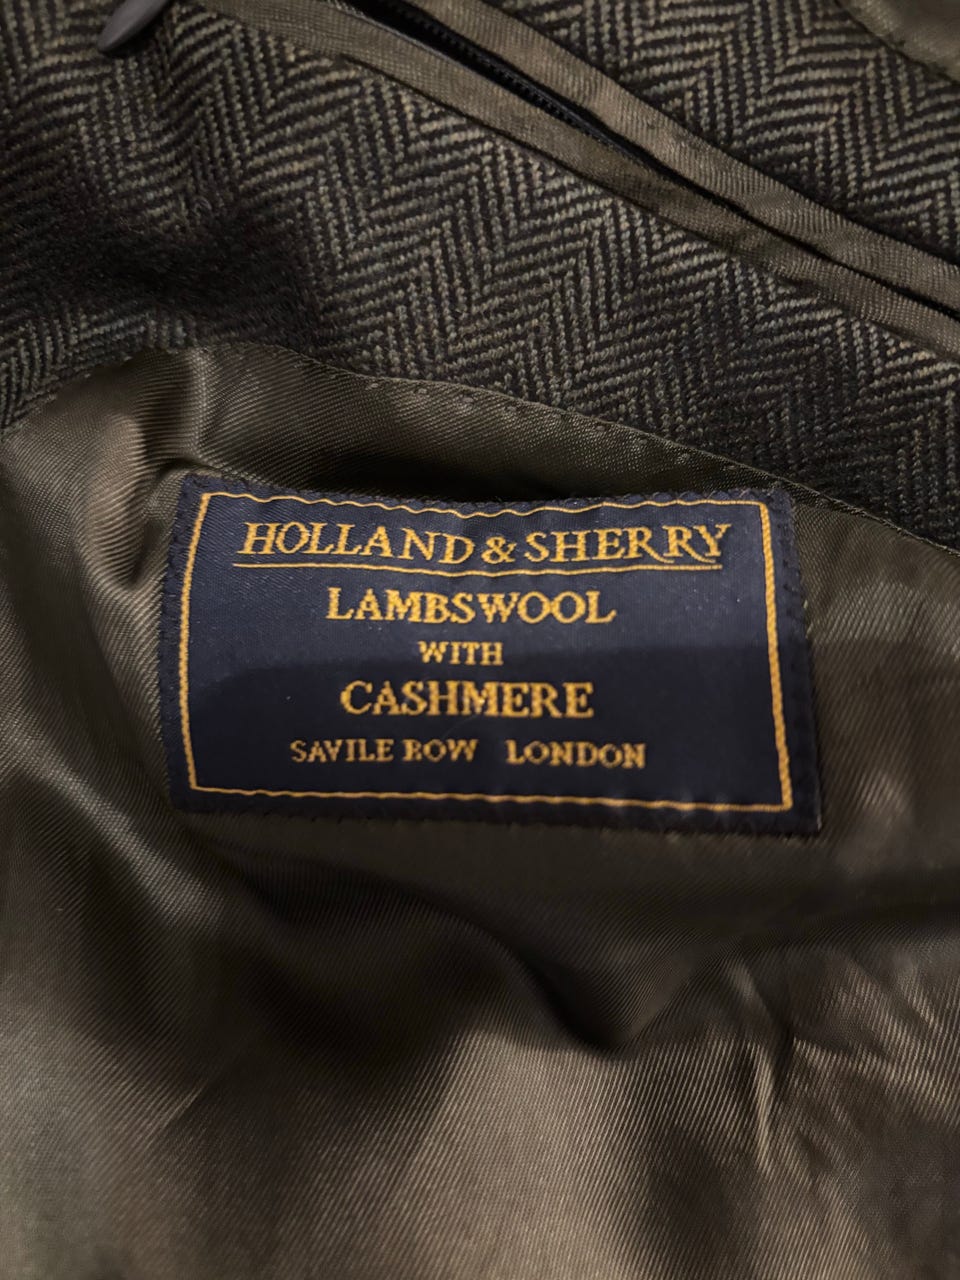 HOLLAND & SHERRY
LAMBSWOOL
WITH
CASHMERE
SAVILE ROW LONDON